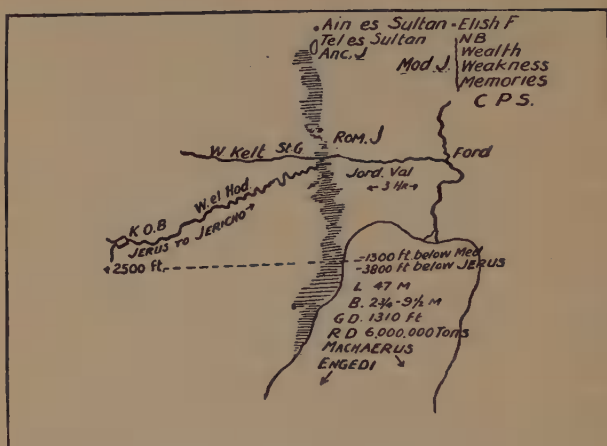 Ain es Sultan - Elish F
Tel es Sultan
Anc. J
NB
Mod. J.
Wealth
Weakness
Memories
C P S.
W Kelt St G
Rom. J
Ford
Jord. Val
← 3 Hr →
W. el Hod
K.O.B
JERUS TO JERICHO →
2500 ft.
-1300 ft. below Med
-3800 ft below JERUS
L 47 M
B. 2¾ - 9½ M
G D. 1310 Ft
R D 6,000,000 Tons
MACHAERUS
ENGEDI